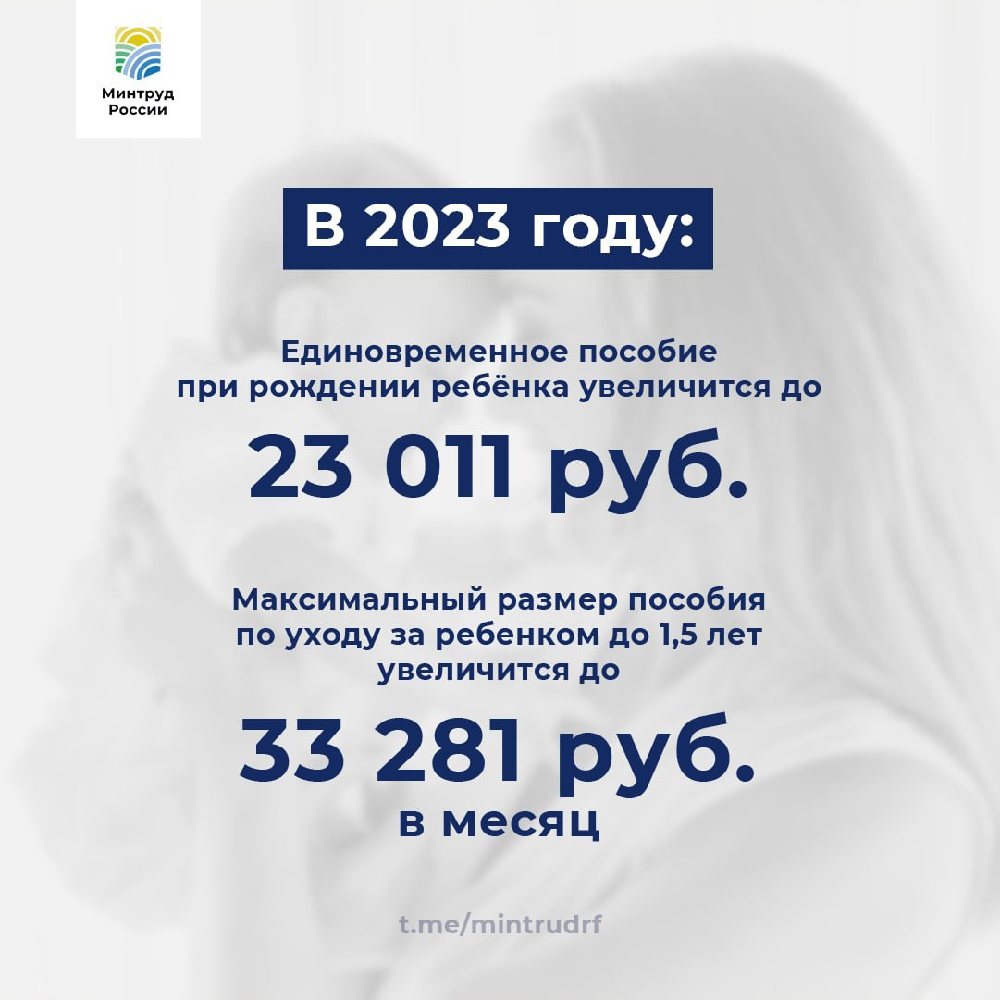 Минтруд
России
В 2023 году:
Единовременное пособие
при рождении ребёнка увеличится до
23 011 руб.
Максимальный размер пособия
по уходу за ребенком до 1,5 лет
увеличится до
33 281 руб.
в месяц
t.me/mintrudrf